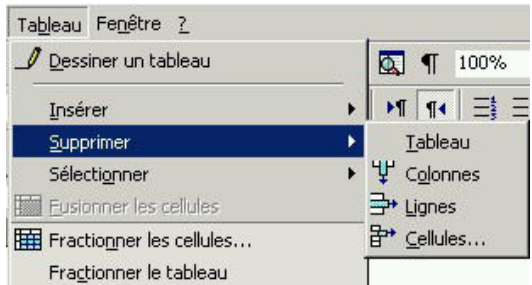 Tableau Fenêtre ?
Dessiner un tableau
100%
Insérer
Supprimer
Tableau
Sélectionner
Colonnes
Fusionner les cellules
Lignes
Fractionner les cellules...
Cellules...
Fractionner le tableau